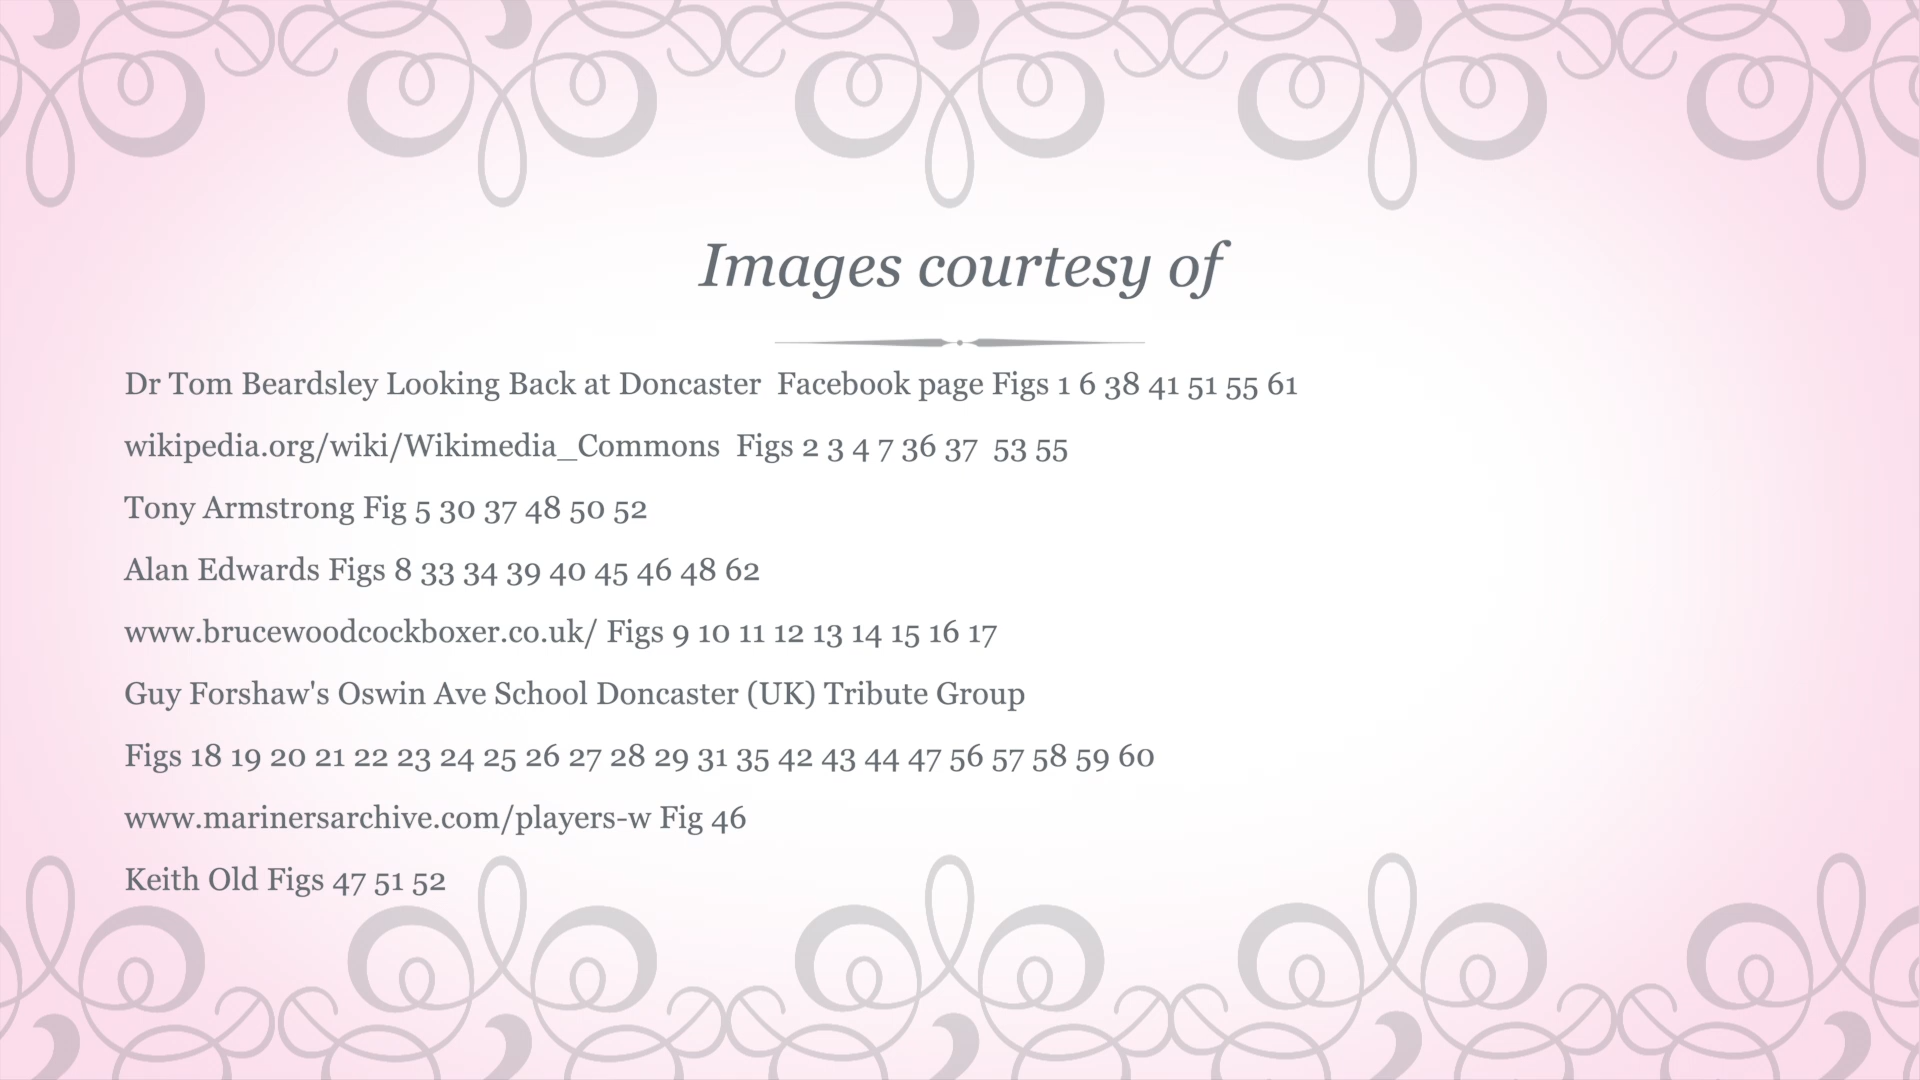 Images courtesy of
Dr Tom Beardsley Looking Back at Doncaster  Facebook page Figs 1 6 38 41 51 55 61
wikipedia.org/wiki/Wikimedia_Commons  Figs 2 3 4 7 36 37  53 55
Tony Armstrong Fig 5 30 37 48 50 52
Alan Edwards Figs 8 33 34 39 40 45 46 48 62
www.brucewoodcockboxer.co.uk/ Figs 9 10 11 12 13 14 15 16 17
Guy Forshaw's Oswin Ave School Doncaster (UK) Tribute Group
Figs 18 19 20 21 22 23 24 25 26 27 28 29 31 35 42 43 44 47 56 57 58 59 60
www.marinersarchive.com/players-w Fig 46
Keith Old Figs 47 51 52